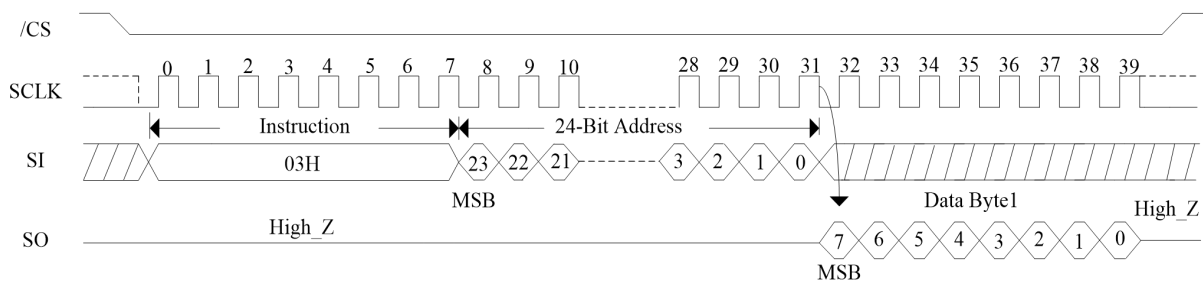 /CS
0 1 2 3 4 5 6 7 8 9 10 28 29 30 31 32 33 34 35 36 37 38 39
SCLK
Instruction 24-Bit Address
SI 03H 23 22 21 3 2 1 0
MSB Data Byte1
High_Z High_Z
SO 7 6 5 4 3 2 1 0
MSB